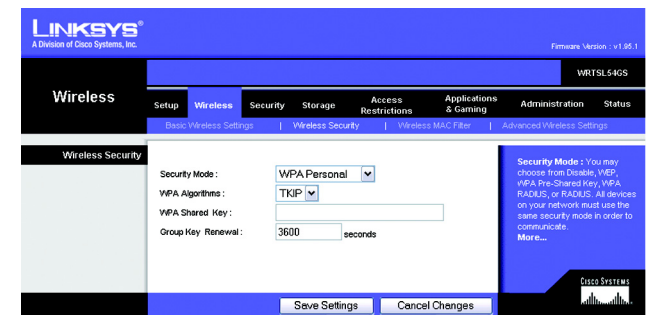 LINKSYS®
A Division of Cisco Systems, Inc.
Firmware Version : v1.95.1
WRTSL54GS
Wireless
Setup Wireless Security Storage Access Restrictions Applications & Gaming Administration Status
Basic Wireless Settings | Wireless Security | Wireless MAC Filter | Advanced Wireless Settings
Wireless Security
Security Mode : WPA Personal
WPA Algorithms : TKIP
WPA Shared Key :
Group Key Renewal : 3600 seconds
Security Mode : You may
choose from Disable, WEP,
WPA Pre-Shared Key, WPA
RADIUS, or RADIUS. All devices
on your network must use the
same security mode in order to
communicate.
More...
Save Settings Cancel Changes
CISCO SYSTEMS